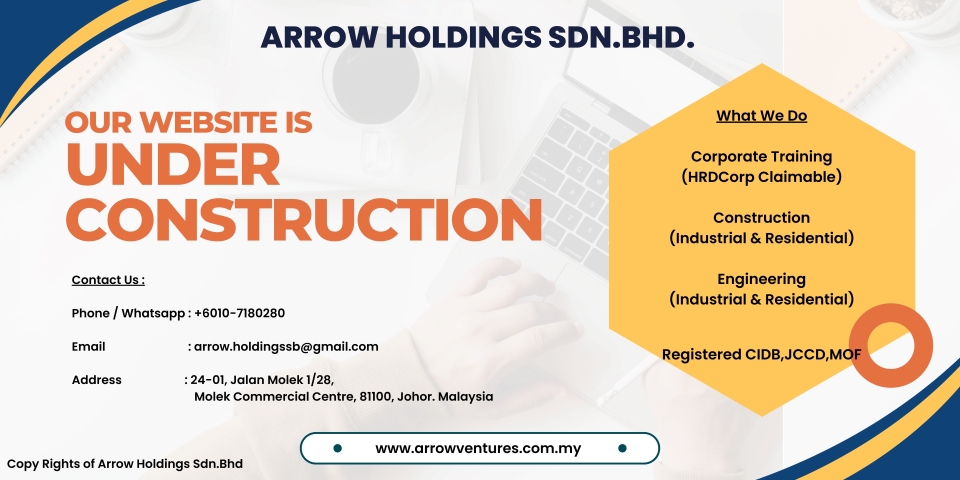 ARROW HOLDINGS SDN.BHD.
OUR WEBSITE IS
UNDER
CONSTRUCTION
Contact Us :
Phone / Whatsapp : +6010-7180280
Email : arrow.holdingssb@gmail.com
Address : 24-01, Jalan Molek 1/28,
Molek Commercial Centre, 81100, Johor. Malaysia
What We Do
Corporate Training
(HRDCorp Claimable)
Construction
(Industrial & Residential)
Engineering
(Industrial & Residential)
Registered CIDB,JCCD,MOF
www.arrowventures.com.my
Copy Rights of Arrow Holdings Sdn.Bhd